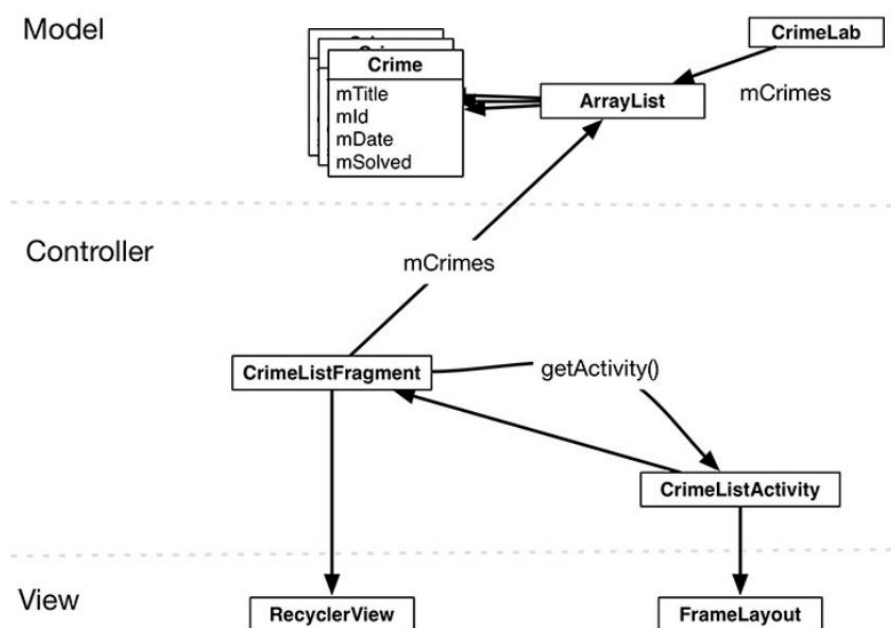 Model
CrimeLab
Crime
mTitle
mId
mDate
mSolved
ArrayList
mCrimes
Controller
mCrimes
CrimeListFragment
getActivity()
CrimeListActivity
View
RecyclerView
FrameLayout